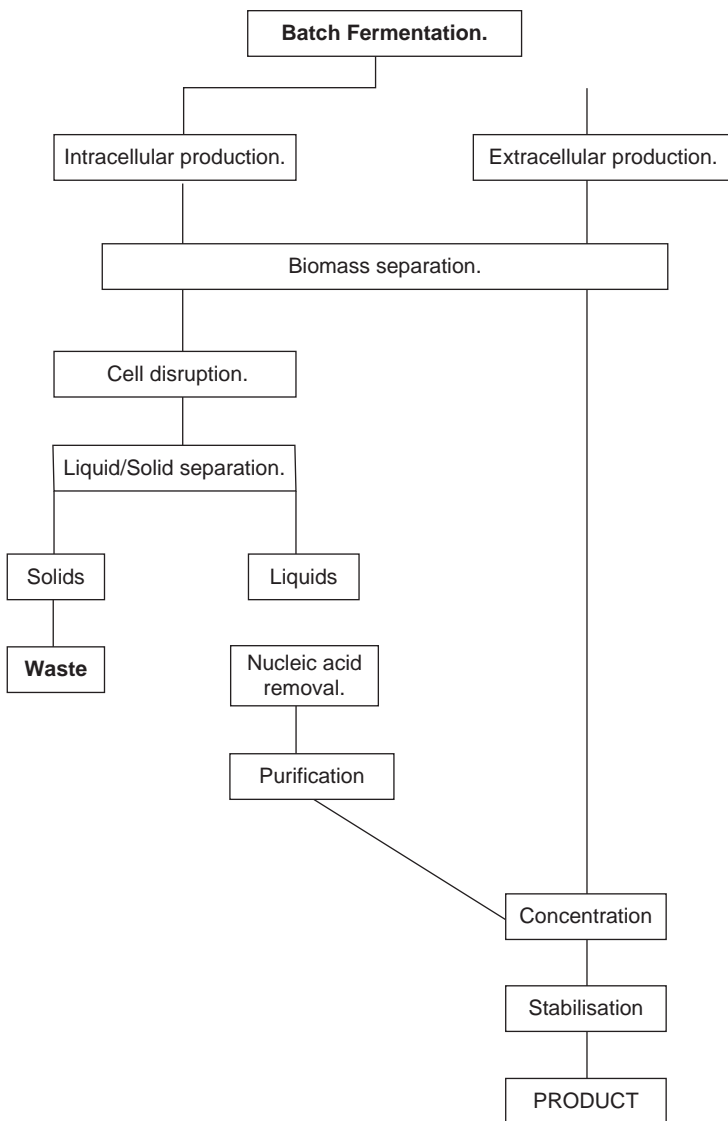 Batch Fermentation.
Intracellular production.
Extracellular production.
Biomass separation.
Cell disruption.
Liquid/Solid separation.
Solids
Liquids
Waste
Nucleic acid
removal.
Purification
Concentration
Stabilisation
PRODUCT